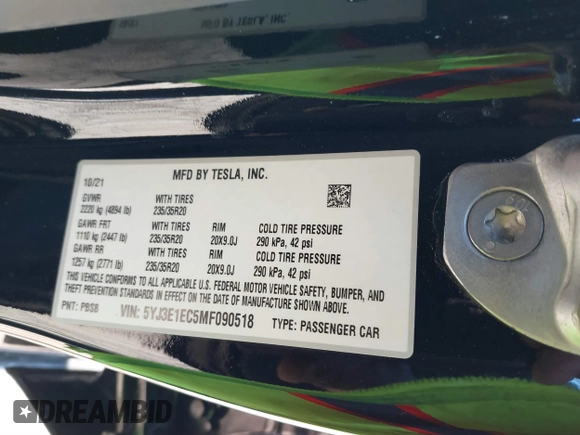 MFD BY TESLA, INC.
10/21
GVWR WITH TIRES
2220 kg (4894 lb) 235/35R20
GAWR FRT WITH TIRES RIM COLD TIRE PRESSURE
1110 kg (2447 lb) 235/35R20 20X9.0J 290 kPa, 42 psi
GAWR RR WITH TIRES RIM COLD TIRE PRESSURE
1257 kg (2771 lb) 235/35R20 20X9.0J 290 kPa, 42 psi
THIS VEHICLE CONFORMS TO ALL APPLICABLE U.S. FEDERAL MOTOR VEHICLE SAFETY, BUMPER, AND
THEFT PREVENTION STANDARDS IN EFFECT ON THE DATE OF MANUFACTURE SHOWN ABOVE.
PNT: PBSB VIN: 5YJ3E1EC5MF090518 TYPE: PASSENGER CAR
DREAMBID